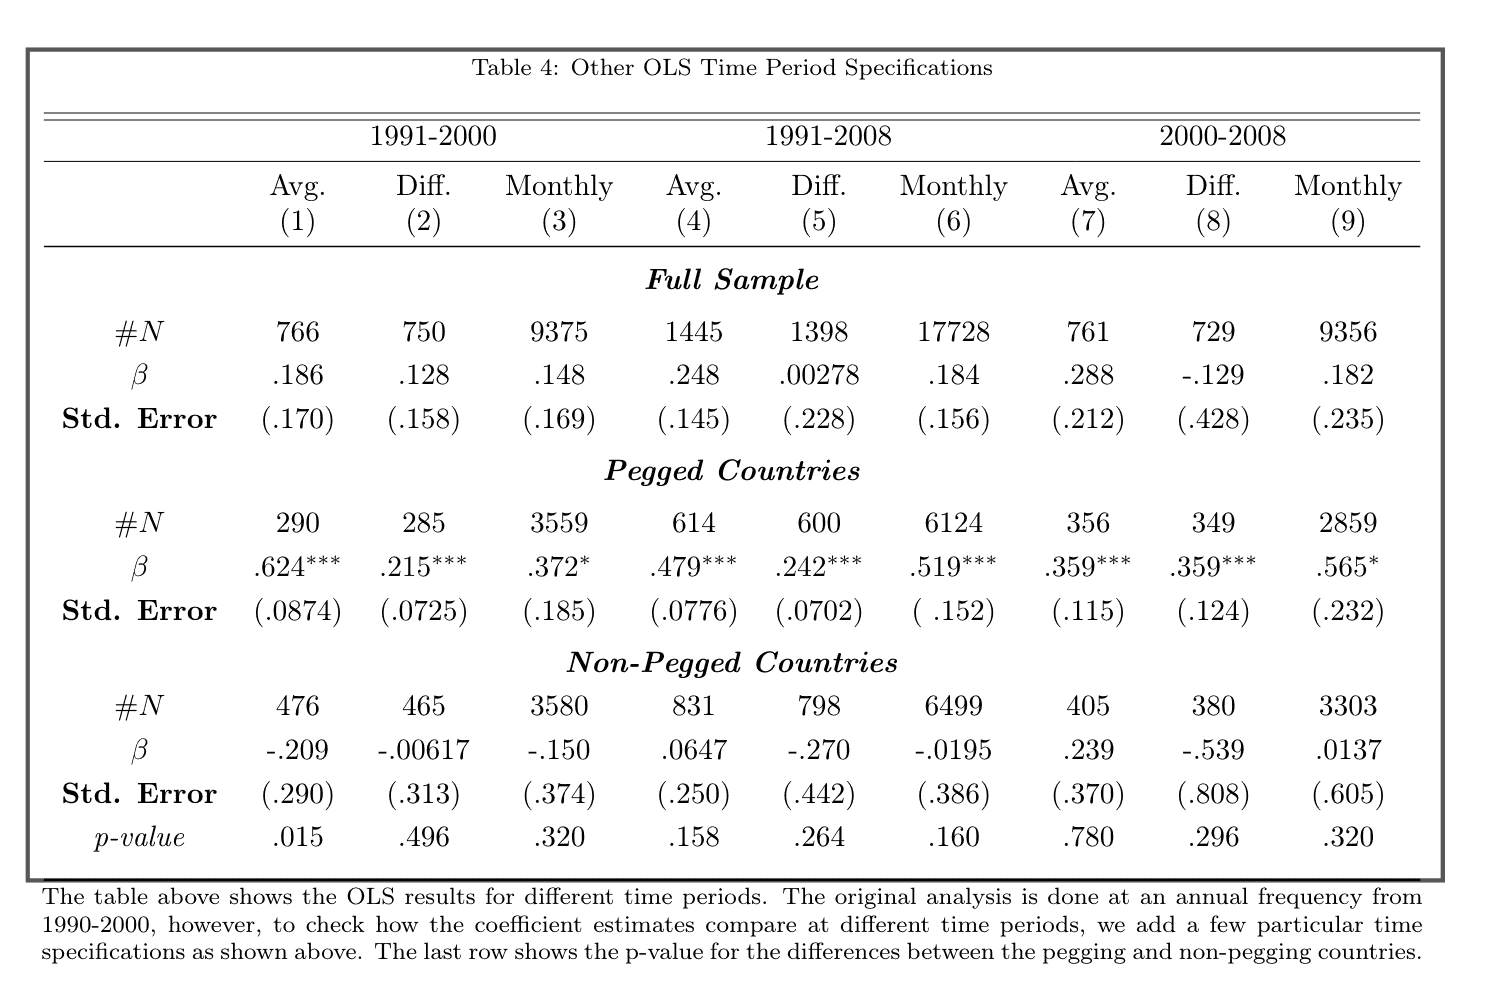 Table 4: Other OLS Time Period Specifications
1991-2000 1991-2008 2000-2008
Avg. Diff. Monthly Avg. Diff. Monthly Avg. Diff. Monthly
(1) (2) (3) (4) (5) (6) (7) (8) (9)
Full Sample
#N 766 750 9375 1445 1398 17728 761 729 9356
β .186 .128 .148 .248 .00278 .184 .288 -.129 .182
Std. Error (.170) (.158) (.169) (.145) (.228) (.156) (.212) (.428) (.235)
Pegged Countries
#N 290 285 3559 614 600 6124 356 349 2859
β .624*** .215*** .372* .479*** .242*** .519*** .359*** .359*** .565*
Std. Error (.0874) (.0725) (.185) (.0776) (.0702) ( .152) (.115) (.124) (.232)
Non-Pegged Countries
#N 476 465 3580 831 798 6499 405 380 3303
β -.209 -.00617 -.150 .0647 -.270 -.0195 .239 -.539 .0137
Std. Error (.290) (.313) (.374) (.250) (.442) (.386) (.370) (.808) (.605)
p-value .015 .496 .320 .158 .264 .160 .780 .296 .320
The table above shows the OLS results for different time periods. The original analysis is done at an annual frequency from
1990-2000, however, to check how the coefficient estimates compare at different time periods, we add a few particular time
specifications as shown above. The last row shows the p-value for the differences between the pegging and non-pegging countries.